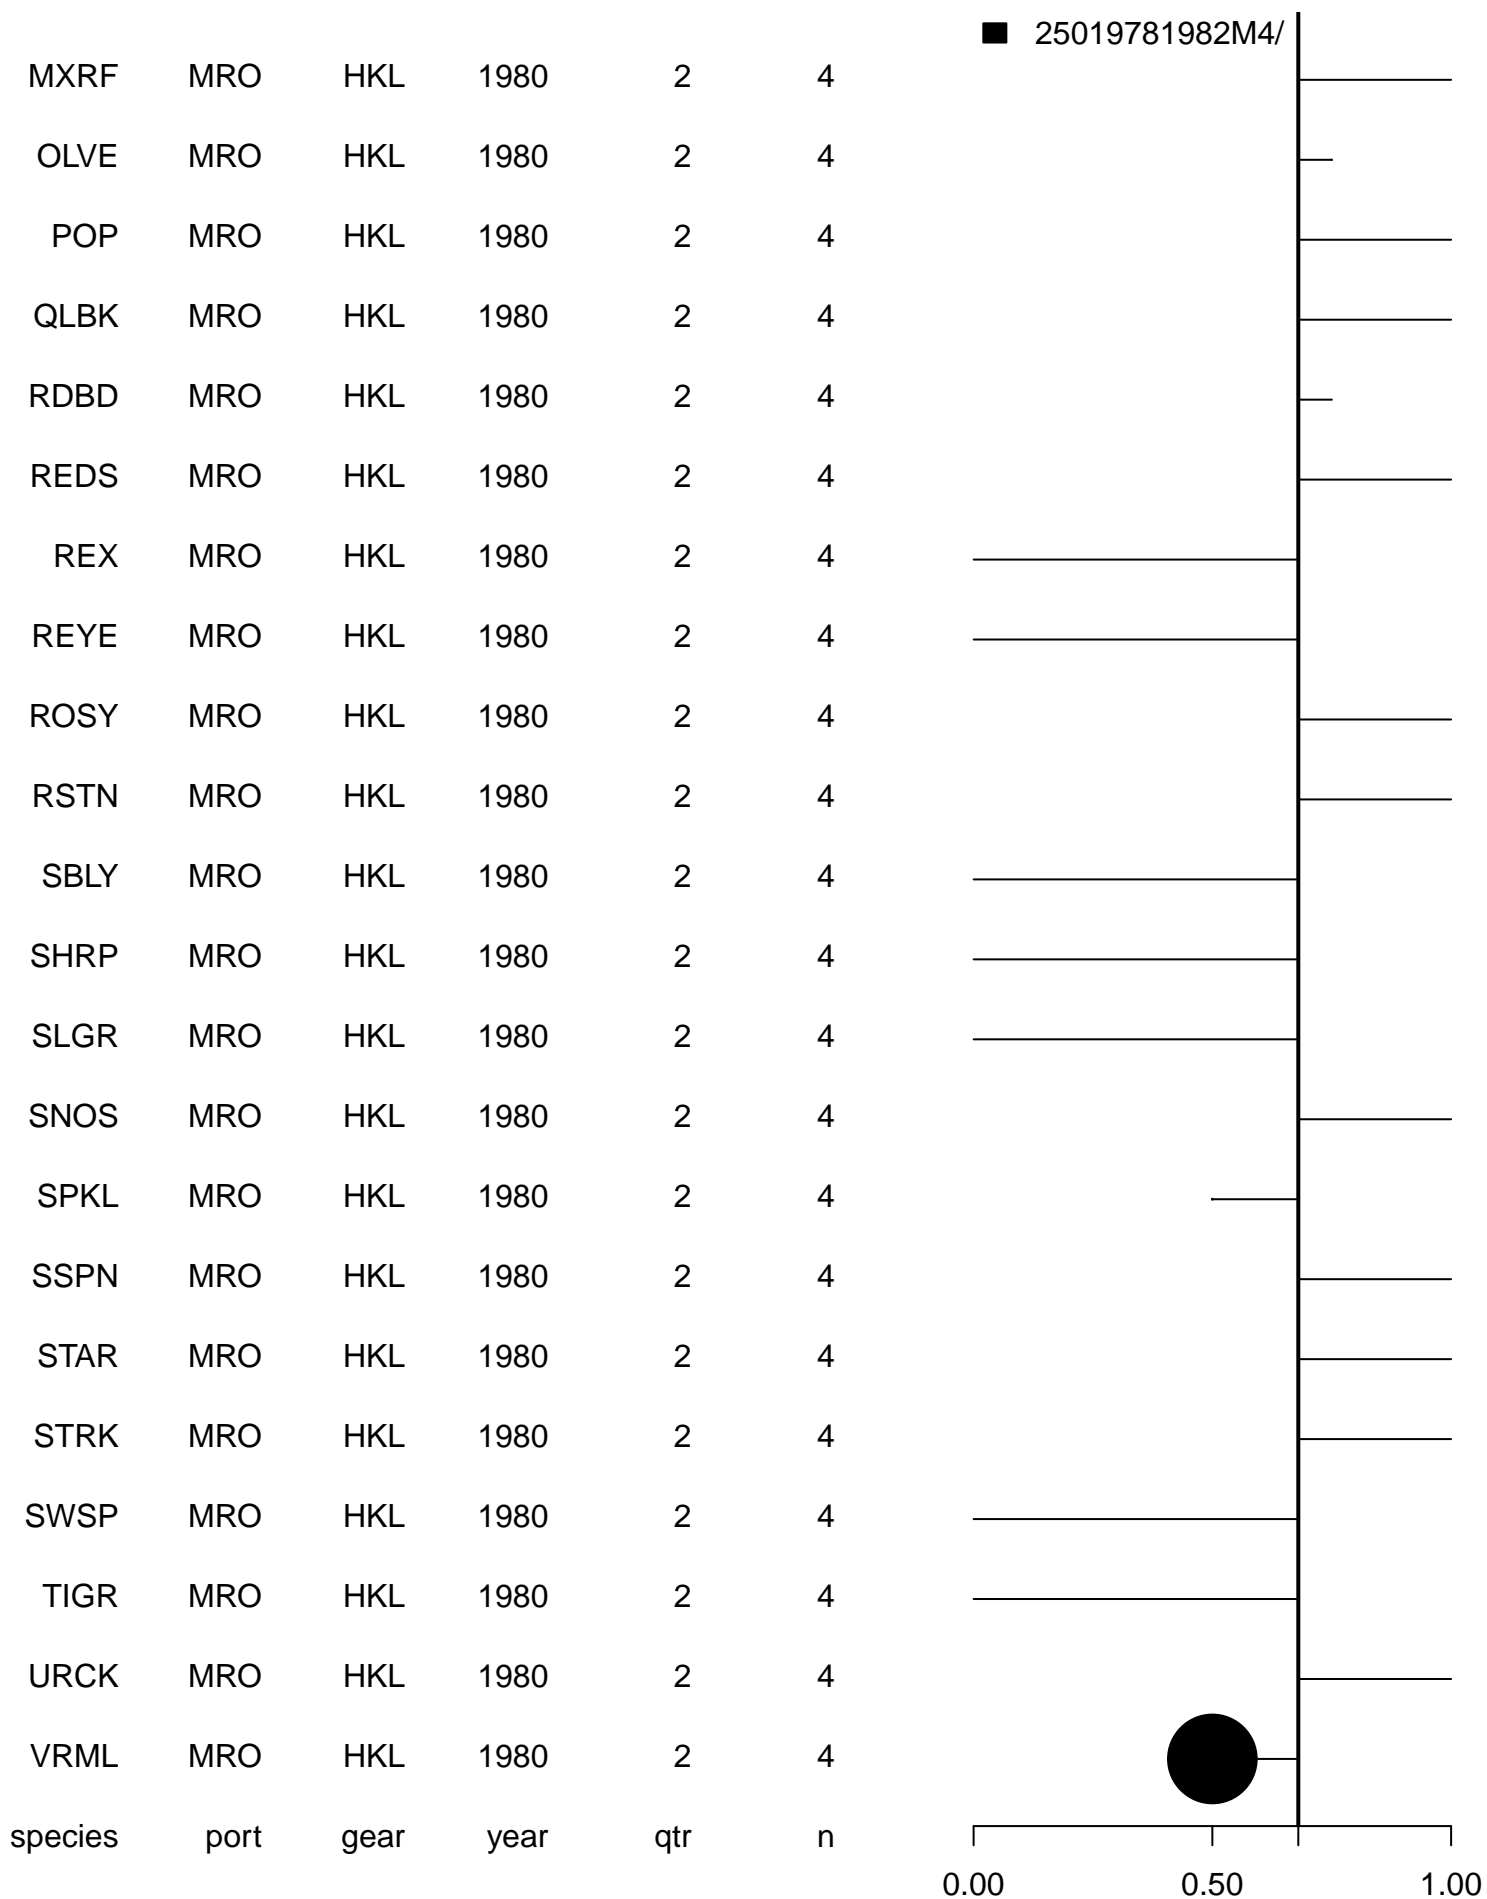 25019781982M4/
MXRF MRO HKL 1980 2 4
OLVE MRO HKL 1980 2 4
POP MRO HKL 1980 2 4
QLBK MRO HKL 1980 2 4
RDBD MRO HKL 1980 2 4
REDS MRO HKL 1980 2 4
REX MRO HKL 1980 2 4
REYE MRO HKL 1980 2 4
ROSY MRO HKL 1980 2 4
RSTN MRO HKL 1980 2 4
SBLY MRO HKL 1980 2 4
SHRP MRO HKL 1980 2 4
SLGR MRO HKL 1980 2 4
SNOS MRO HKL 1980 2 4
SPKL MRO HKL 1980 2 4
SSPN MRO HKL 1980 2 4
STAR MRO HKL 1980 2 4
STRK MRO HKL 1980 2 4
SWSP MRO HKL 1980 2 4
TIGR MRO HKL 1980 2 4
URCK MRO HKL 1980 2 4
VRML MRO HKL 1980 2 4
species port gear year qtr n
0.00 0.50 1.00